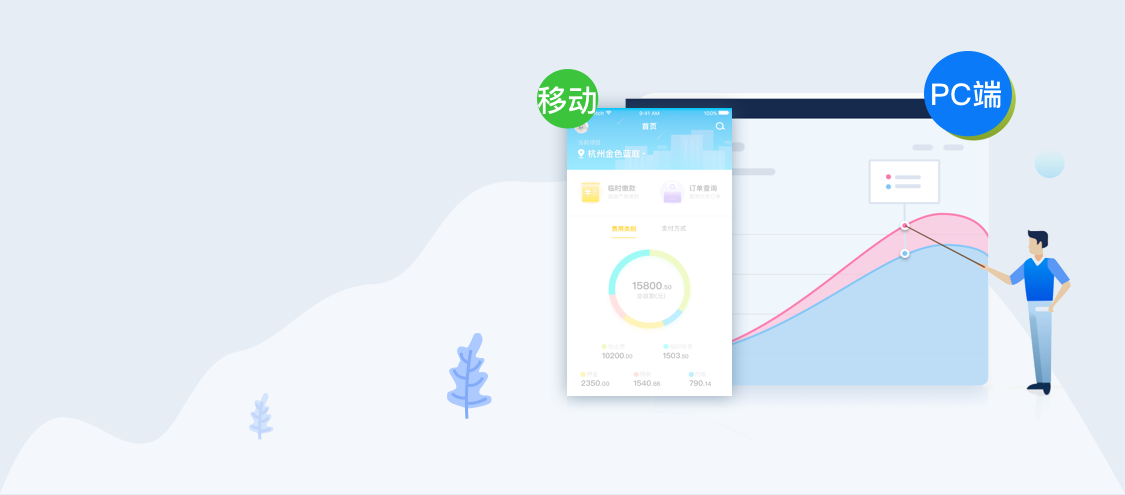 移动
PC端
9:41 AM
100%
首页
杭州金色蓝庭
临时缴款
订单查询
费用类别
支付方式
15800.50
总金额(元)
10200.00
1503.50
2350.00
1540.86
790.14